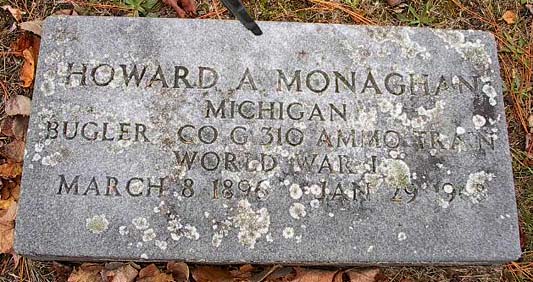 HOWARD A MONAGHAN
MICHIGAN
BUGLER CO G 310 AMMO TRAIN
WORLD WAR I
MARCH 8 1896 JAN 29